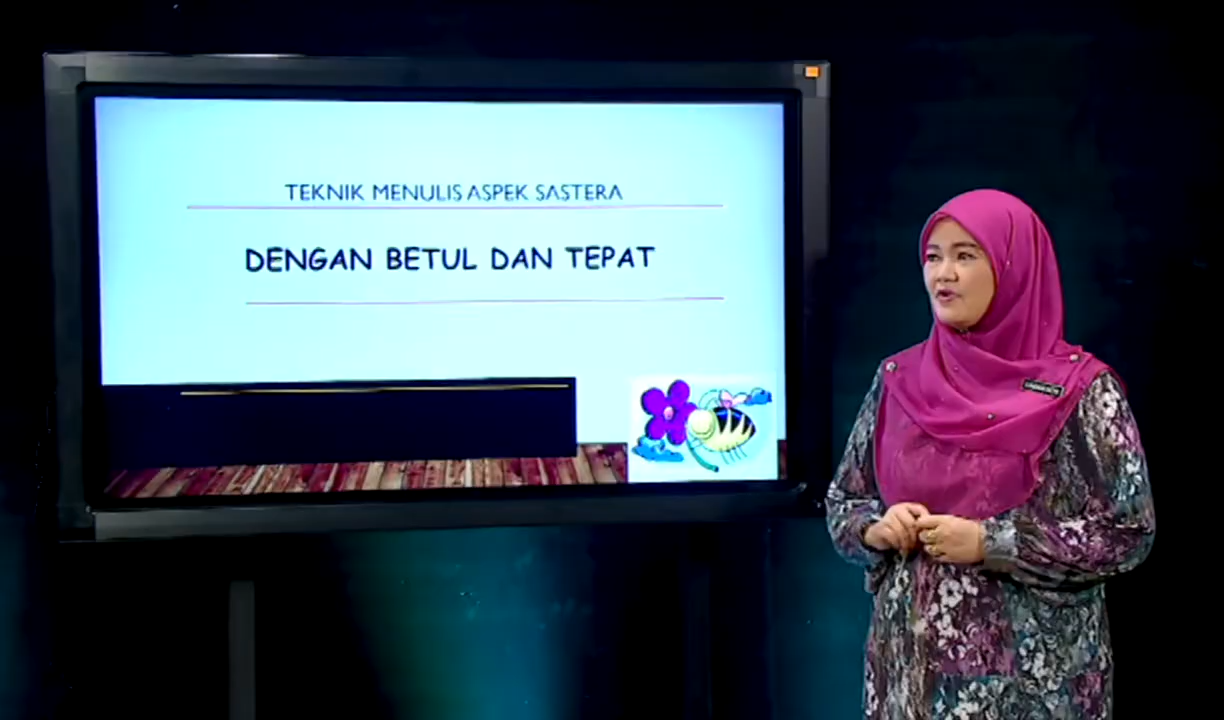 TEKNIK MENULIS ASPEK SASTERA
DENGAN BETUL DAN TEPAT